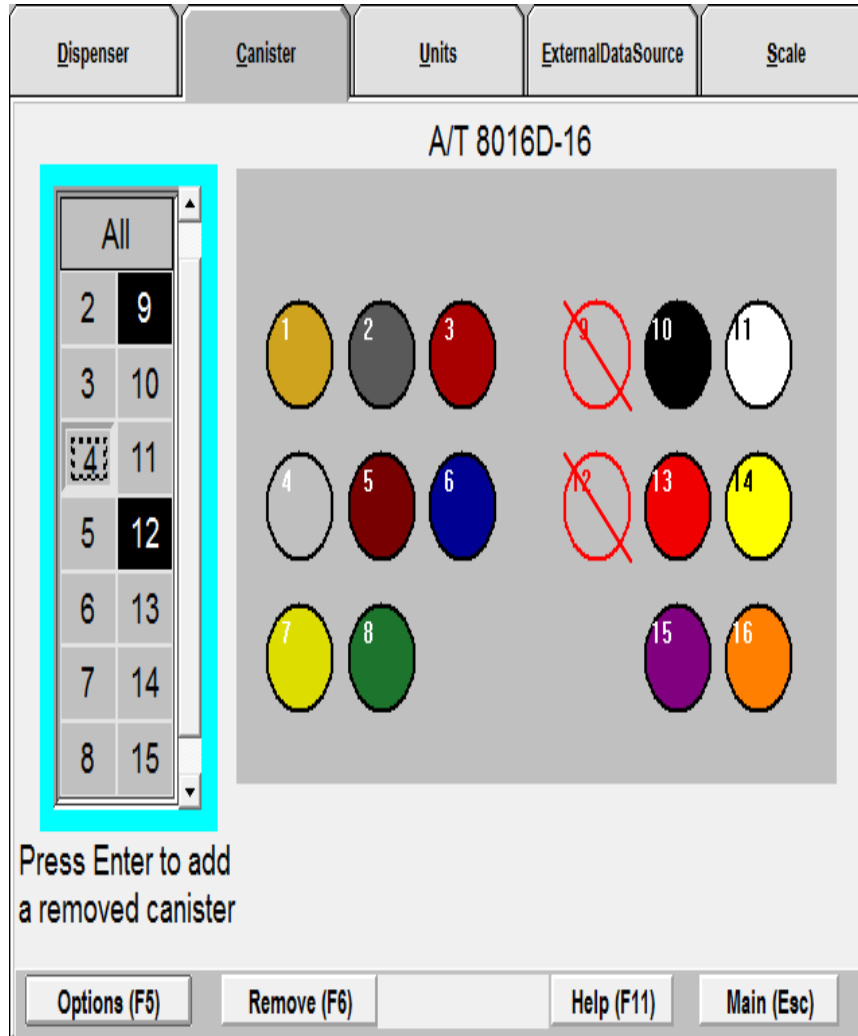 Dispenser Canister Units ExternalDataSource Scale
A/T 8016D-16
All
2 9
3 10
4 11
5 12
6 13
7 14
8 15
1 2 3 9 10 11
4 5 6 12 13 14
7 8 15 16
Press Enter to add
a removed canister
Options (F5) Remove (F6) Help (F11) Main (Esc)